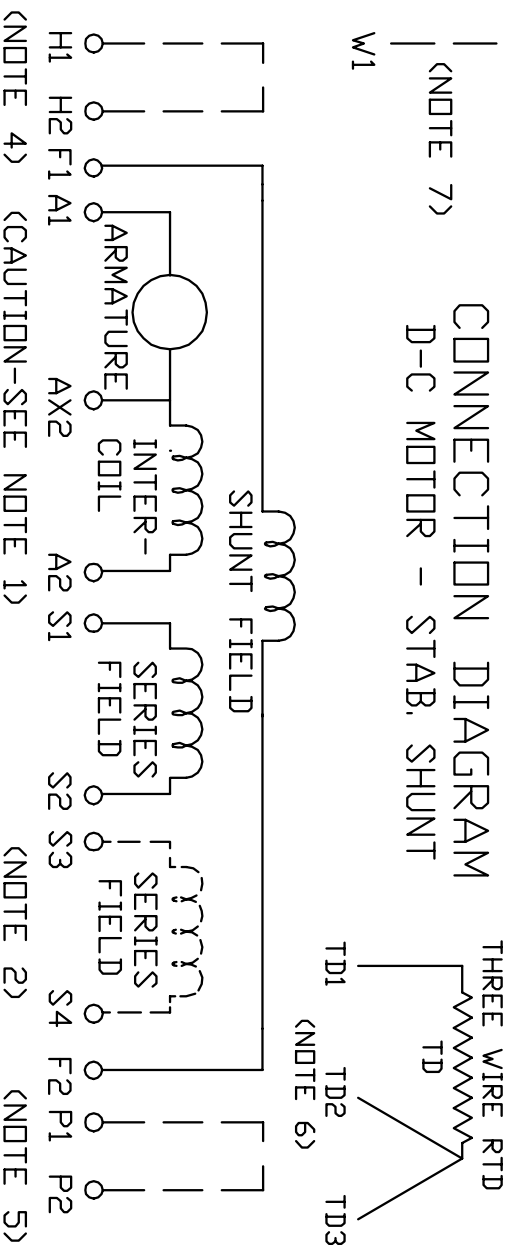 CONNECTION DIAGRAM
D-C MOTOR - STAB. SHUNT
THREE WIRE RTD
TD
TD1 TD2 TD3
(NOTE 6)
W1
(NOTE 7)
SHUNT FIELD
ARMATURE
INTER-
COIL
SERIES
FIELD
SERIES
FIELD
H1 H2 F1 A1 AX2 A2 S1 S2 S3 S4 F2 P1 P2
(NOTE 4) (CAUTION-SEE NOTE 1) (NOTE 2) (NOTE 5)